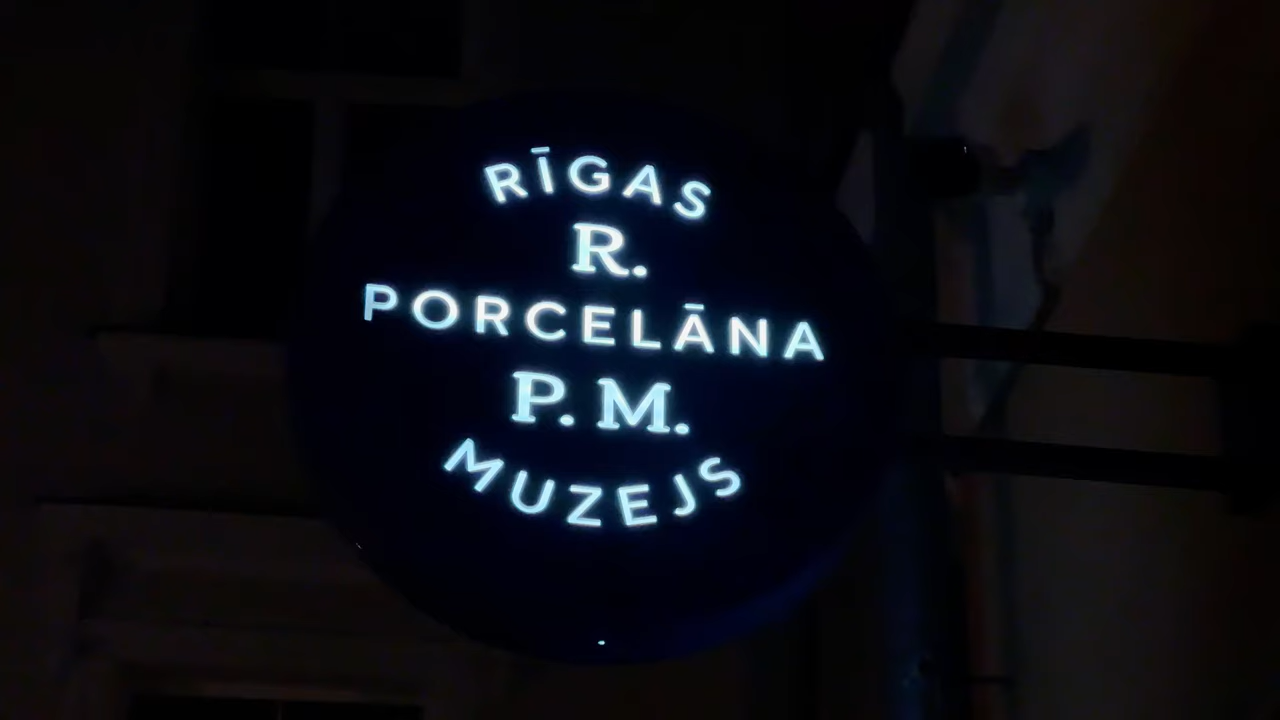 RĪGAS
R.
PORCELĀNA
P. M.
MUZEJS